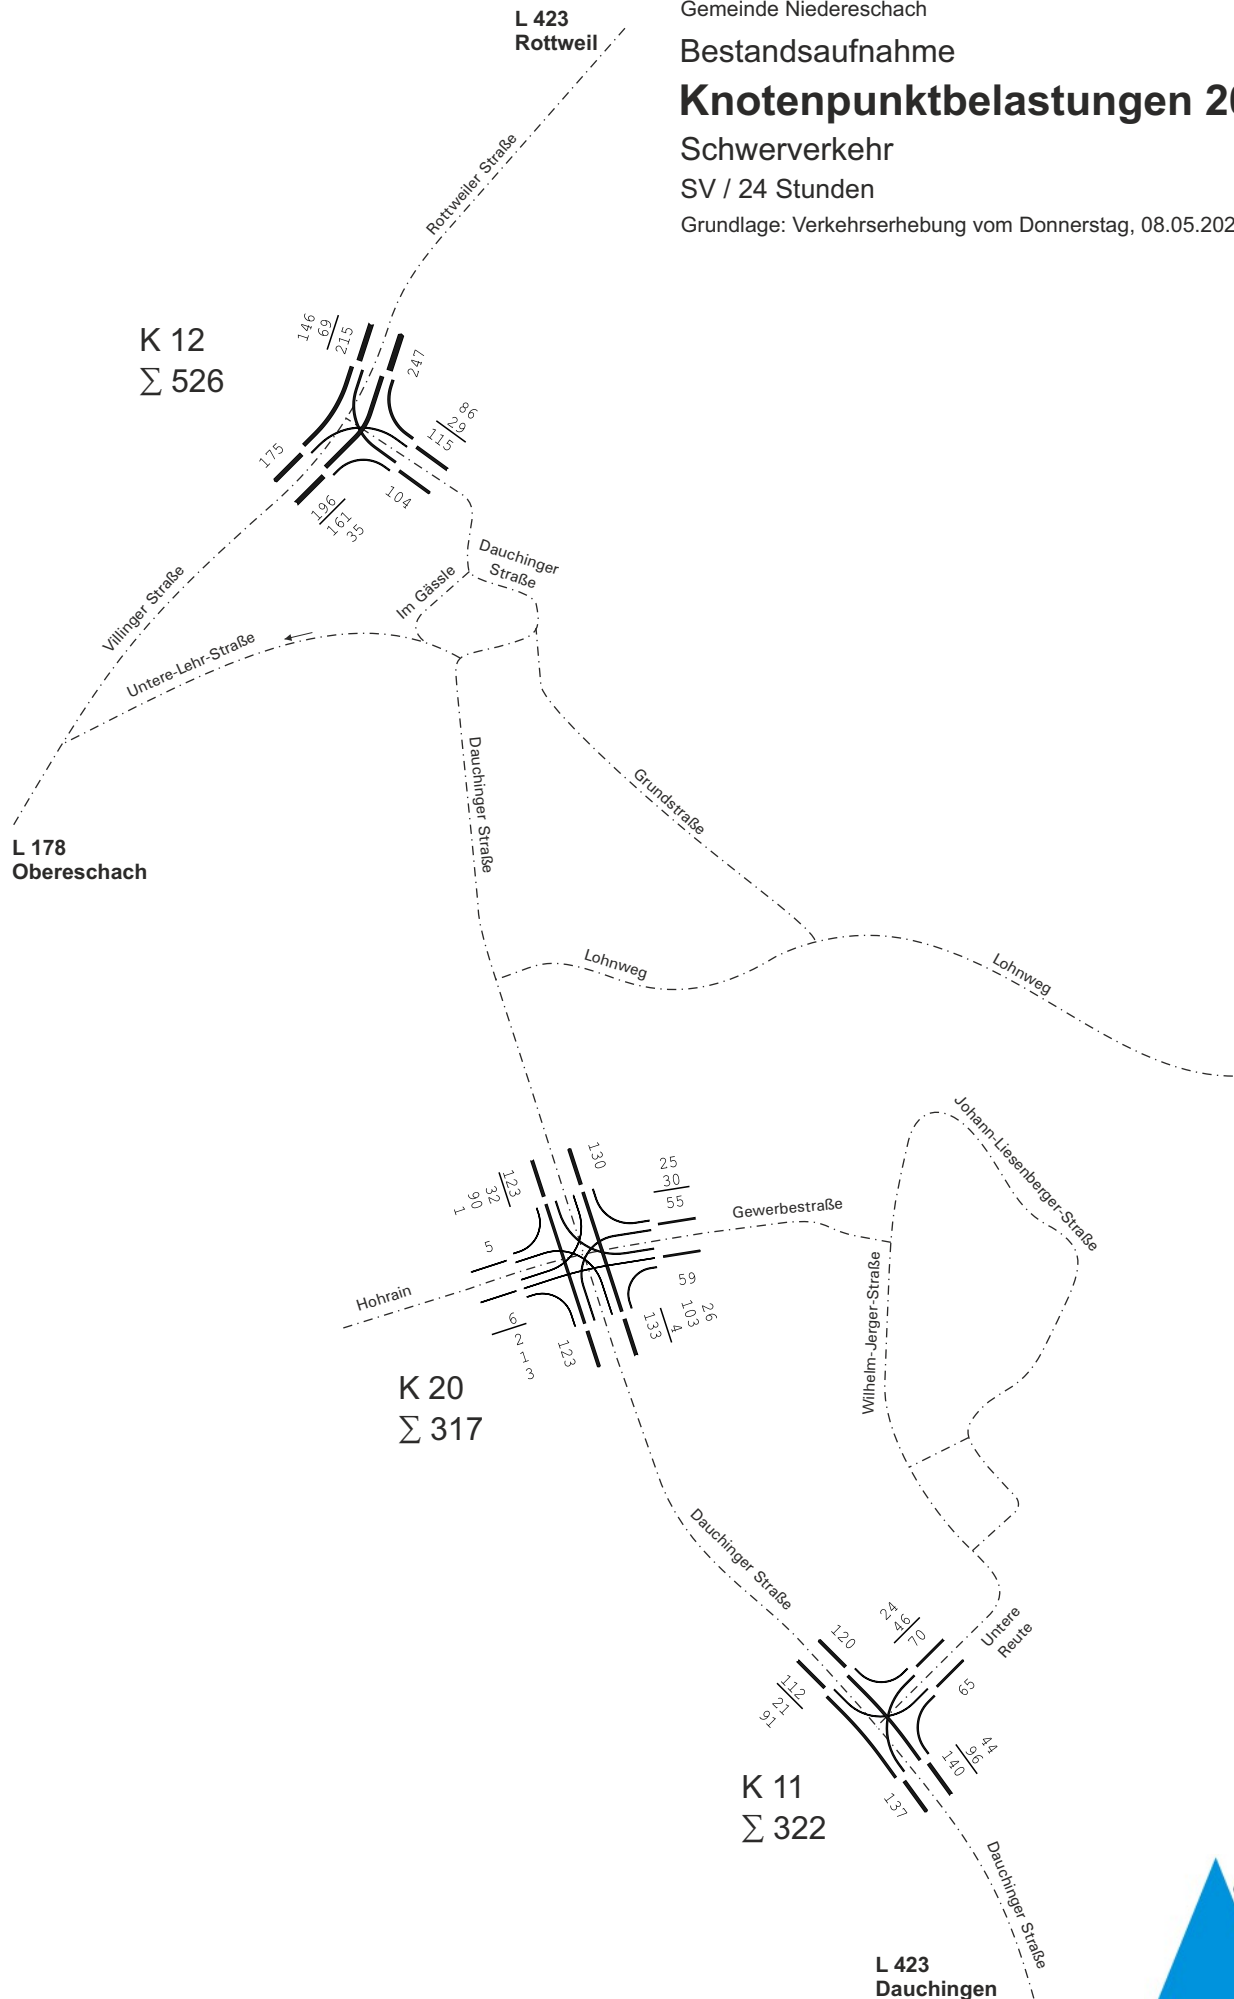 L 423
Rottweil
Gemeinde Niedereschach
Bestandsaufnahme
Knotenpunktbelastungen 20
Schwerverkehr
SV / 24 Stunden
Grundlage: Verkehrserhebung vom Donnerstag, 08.05.202
Rottweiler Straße
K 12
∑ 526
146
69
215
247
86
29
115
175
104
196
161
35
Dauchinger
Straße
Im Gässle
Villinger Straße
Untere-Lehr-Straße
Dauchinger Straße
Grundstraße
L 178
Obereschach
Lohnweg
Lohnweg
Johann-Liesenberger-Straße
130
25
30
55
123
32
90
1
Gewerbestraße
5
Hohrain
59
6
2
1
3
123
133
4
103
26
Wilhelm-Jerger-Straße
K 20
∑ 317
Dauchinger Straße
120
24
46
70
Untere
Reute
112
21
91
65
44
96
140
137
K 11
∑ 322
Dauchinger Straße
L 423
Dauchingen